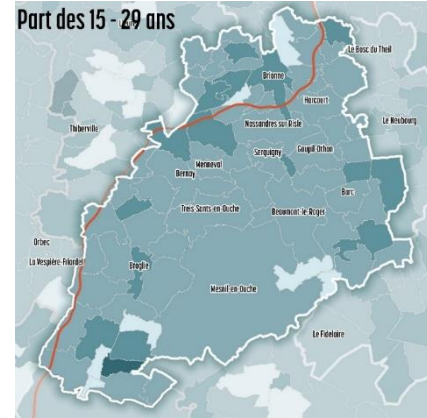 Part des 15 - 29 ans
Le Bosc du Theil
Brionne
Harcourt
Thiberville
Nassandres sur Risle
Le Neubourg
Menneval
Serquigny
Goupil Othon
Bernay
Barc
Trois-Sants-en-Ouche
Beaumont-le-Roger
Orbec
La Vespière-Friardel
Broglie
Mesnil-en-Ouche
Le Fidelaire